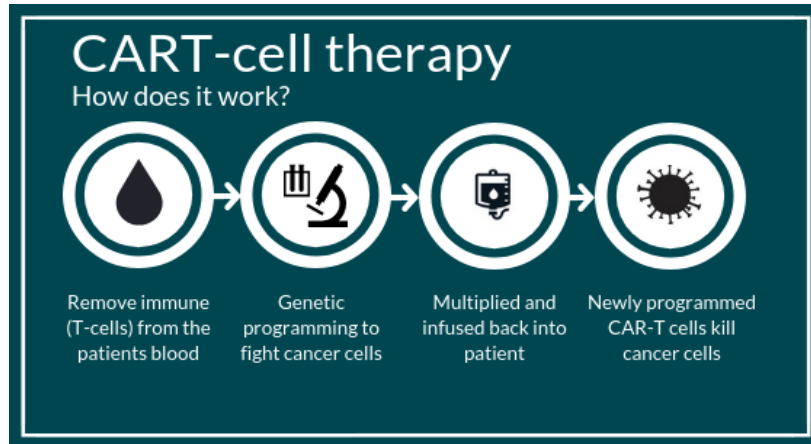 CART-cell therapy
How does it work?
Remove immune
(T-cells) from the
patients blood
Genetic
programming to
fight cancer cells
Multiplied and
infused back into
patient
Newly programmed
CAR-T cells kill
cancer cells